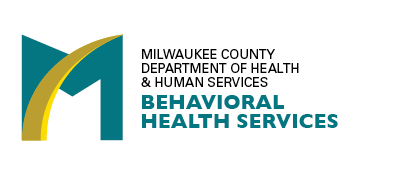 MILWAUKEE COUNTY
DEPARTMENT OF HEALTH
& HUMAN SERVICES
BEHAVIORAL
HEALTH SERVICES